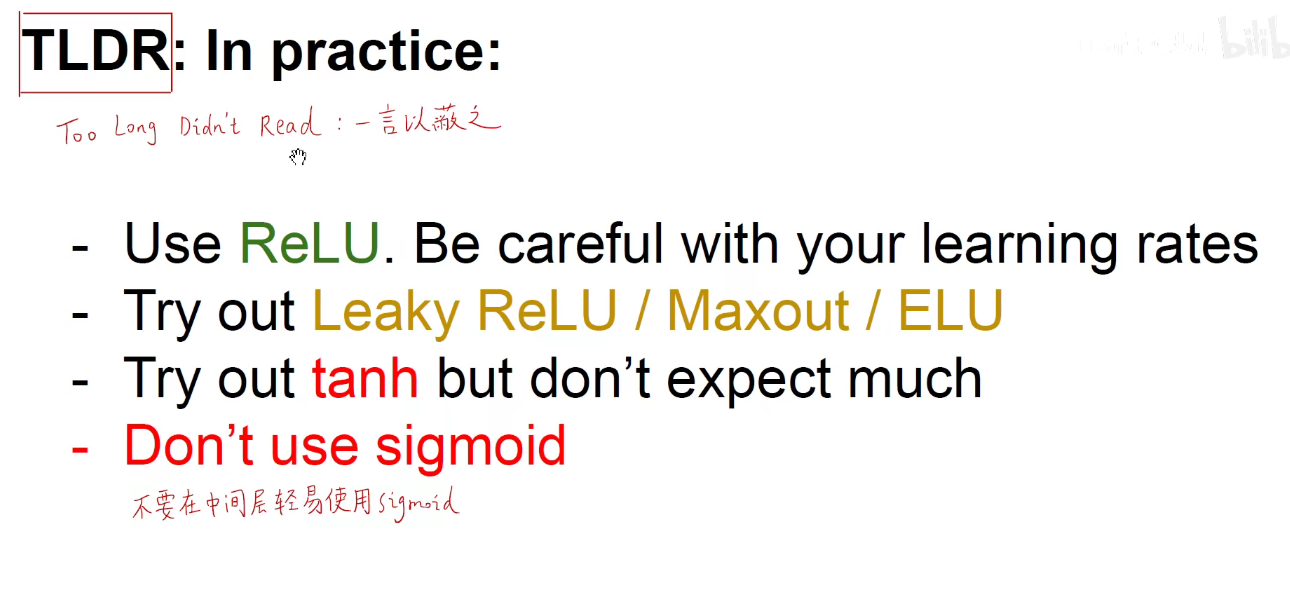 TLDR: In practice:
Too Long Didn't Read：一言以蔽之
- Use ReLU. Be careful with your learning rates
- Try out Leaky ReLU / Maxout / ELU
- Try out tanh but don't expect much
- Don't use sigmoid
不要在中间层轻易使用sigmoid